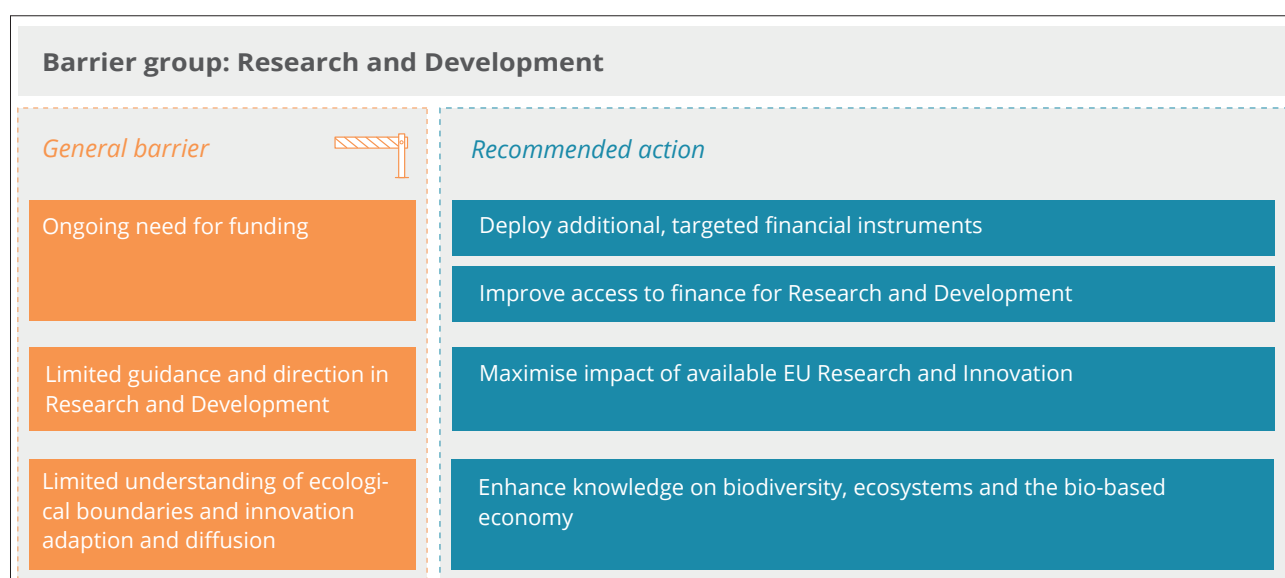 Barrier group: Research and Development
General barrier
Recommended action
Ongoing need for funding
Deploy additional, targeted financial instruments
Improve access to finance for Research and Development
Limited guidance and direction in
Research and Development
Maximise impact of available EU Research and Innovation
Limited understanding of ecologi-
cal boundaries and innovation
adaption and diffusion
Enhance knowledge on biodiversity, ecosystems and the bio-based
economy